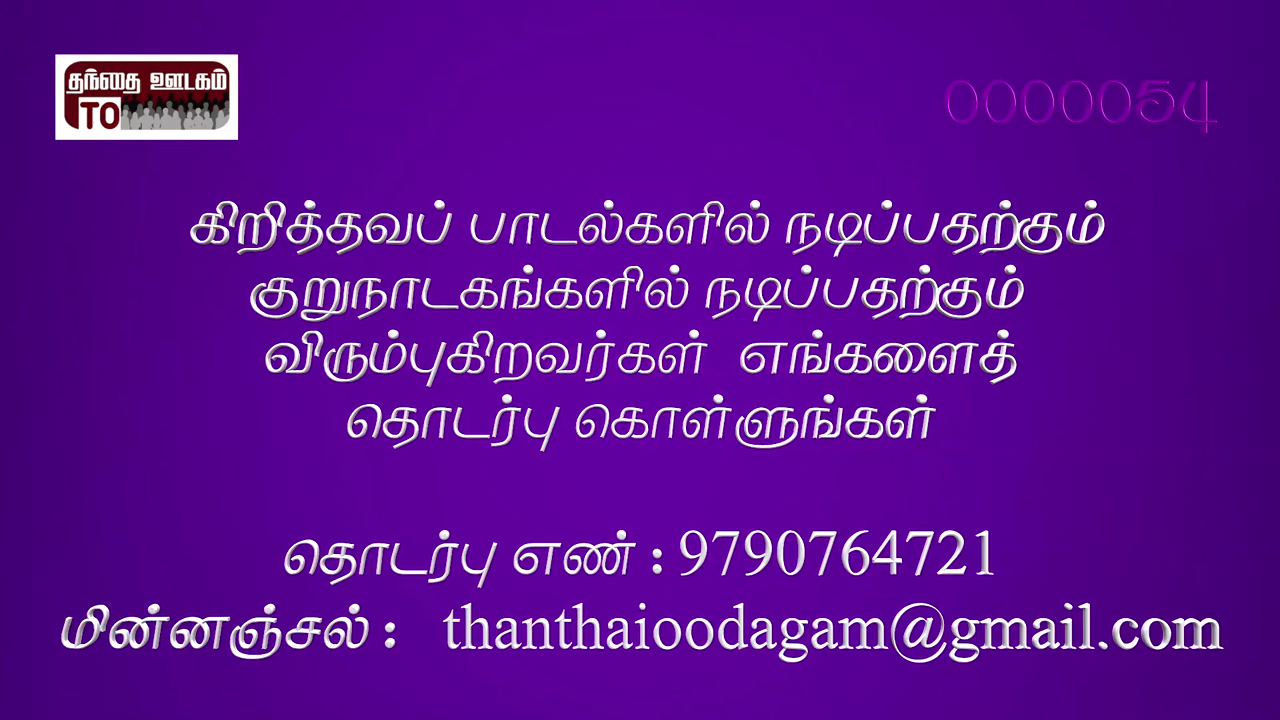 தந்தை ஊடகம்
TO
0000054
கிறித்தவப் பாடல்களில் நடிப்பதற்கும்
குறுநாடகங்களில் நடிப்பதற்கும்
விரும்புகிறவர்கள் எங்களைத்
தொடர்பு கொள்ளுங்கள்
தொடர்பு எண் : 9790764721
மின்னஞ்சல் : thanthaioodagam@gmail.com